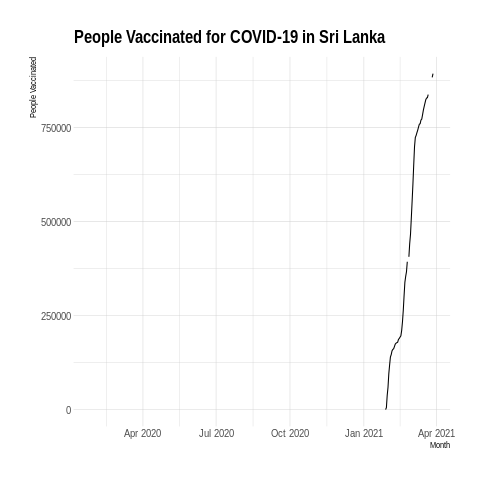 People Vaccinated for COVID-19 in Sri Lanka
People Vaccinated
750000
500000
250000
0
Apr 2020 Jul 2020 Oct 2020 Jan 2021 Apr 2021
Month